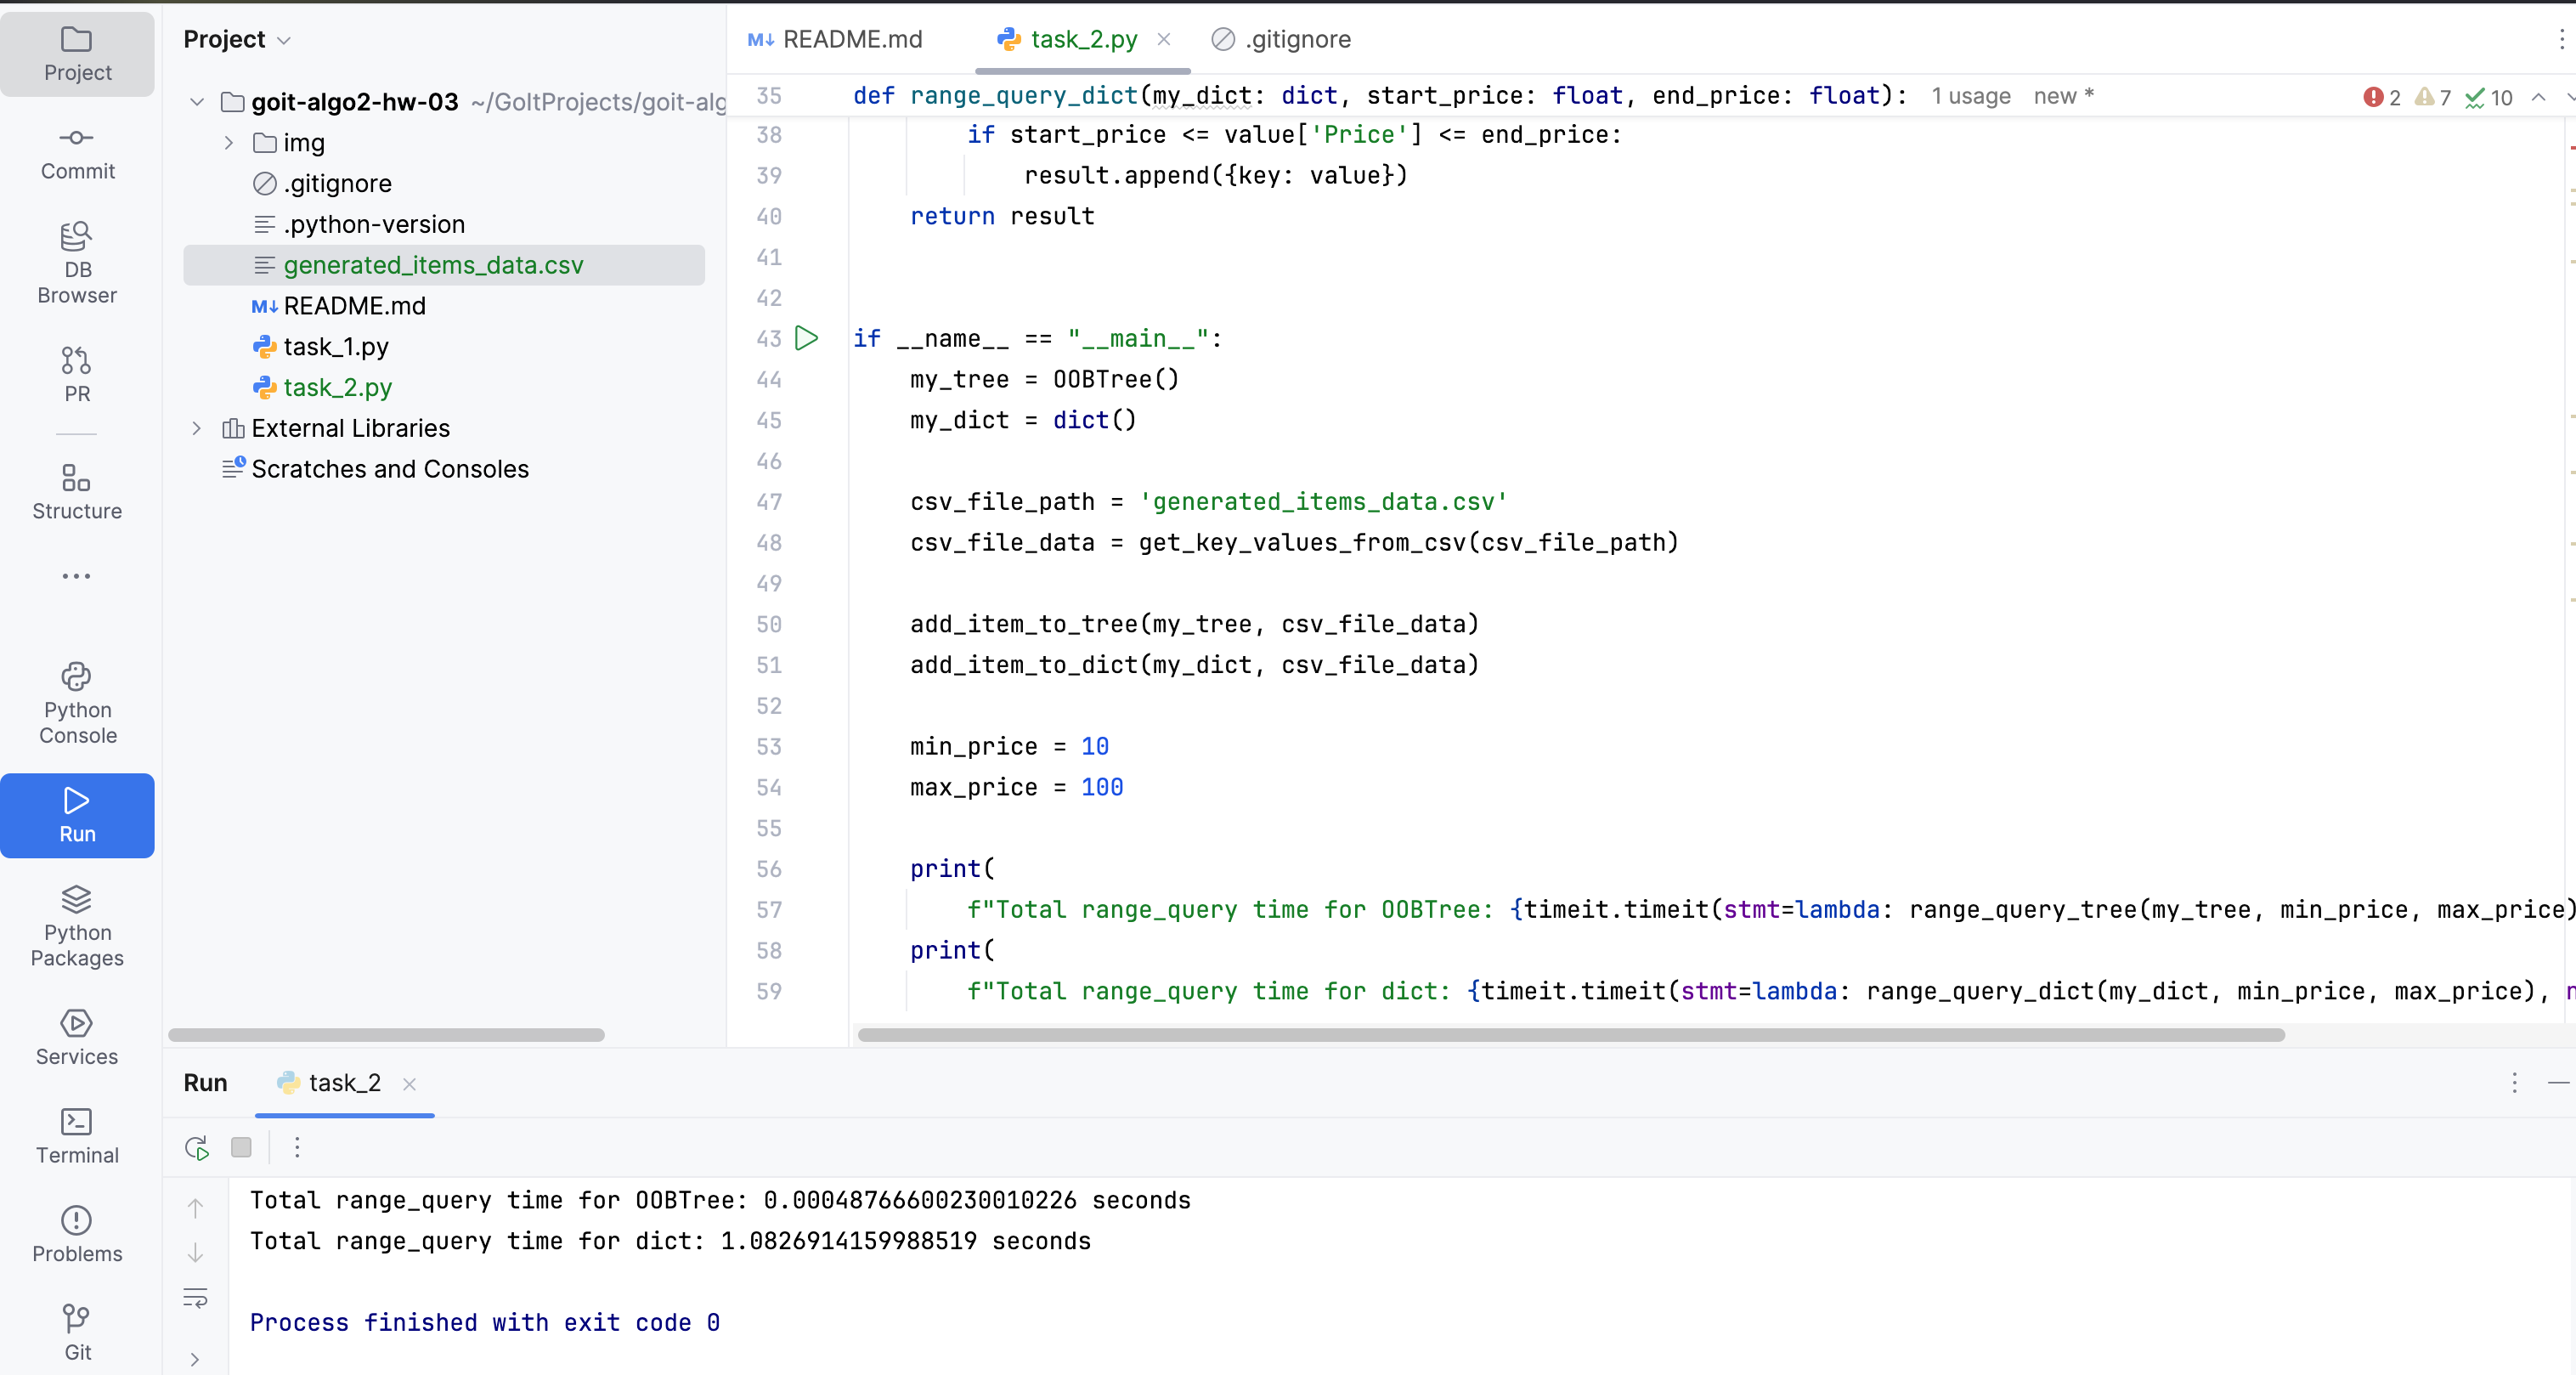 Project
Commit
DB
Browser
PR
Structure
Python
Console
Run
Python
Packages
Services
Terminal
Problems
Git
Project
goit-algo2-hw-03 ~/GoItProjects/goit-alg
img
.gitignore
.python-version
generated_items_data.csv
M↓ README.md
task_1.py
task_2.py
External Libraries
Scratches and Consoles
M↓ README.md task_2.py .gitignore
35 def range_query_dict(my_dict: dict, start_price: float, end_price: float): 1 usage new * 2 7 10
38 if start_price <= value['Price'] <= end_price:
39 result.append({key: value})
40 return result
41
42
43 if __name__ == "__main__":
44 my_tree = OOBTree()
45 my_dict = dict()
46
47 csv_file_path = 'generated_items_data.csv'
48 csv_file_data = get_key_values_from_csv(csv_file_path)
49
50 add_item_to_tree(my_tree, csv_file_data)
51 add_item_to_dict(my_dict, csv_file_data)
52
53 min_price = 10
54 max_price = 100
55
56 print(
57 f"Total range_query time for OOBTree: {timeit.timeit(stmt=lambda: range_query_tree(my_tree, min_price, max_price)
58 print(
59 f"Total range_query time for dict: {timeit.timeit(stmt=lambda: range_query_dict(my_dict, min_price, max_price), n
Run task_2
Total range_query time for OOBTree: 0.00048766600230010226 seconds
Total range_query time for dict: 1.0826914159988519 seconds
Process finished with exit code 0